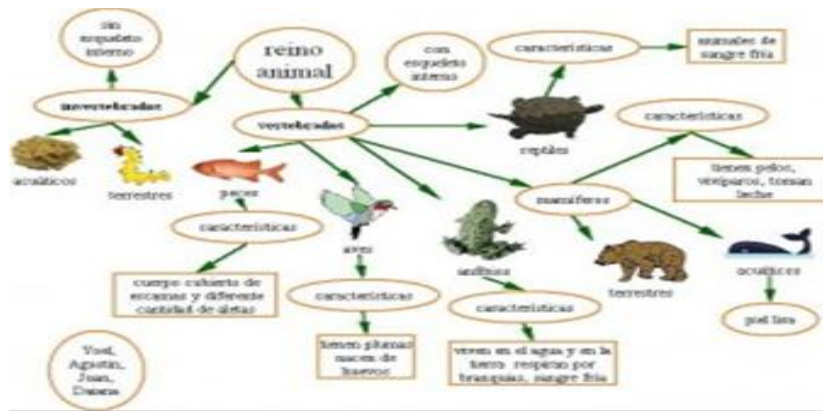 sin
esqueleto
interno
reino
animal
con
esqueleto
interno
características
animales de
sangre fría
invertebrados
vertebrados
reptiles
características
tienen pelos,
vivíparos, toman
leche
acuáticos
terrestres
peces
características
cuerpo cubierto de
escamas y diferente
cantidad de aletas
aves
características
tienen plumas
nacen de
huevos
anfibios
características
viven en el agua y en la
tierra respiran por
branquias, sangre fría
mamíferos
terrestres
acuáticos
piel lisa
Yoel,
Agustín,
Juan,
Daiana